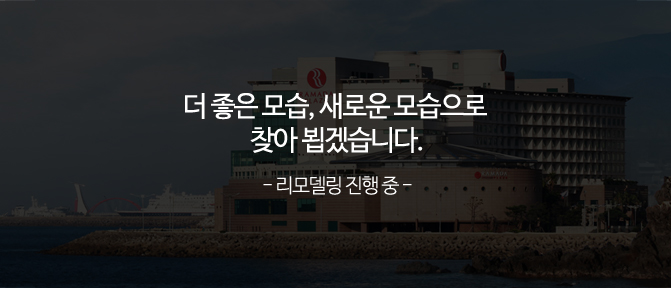 더 좋은 모습, 새로운 모습으로
찾아 뵙겠습니다.
- 리모델링 진행 중 -